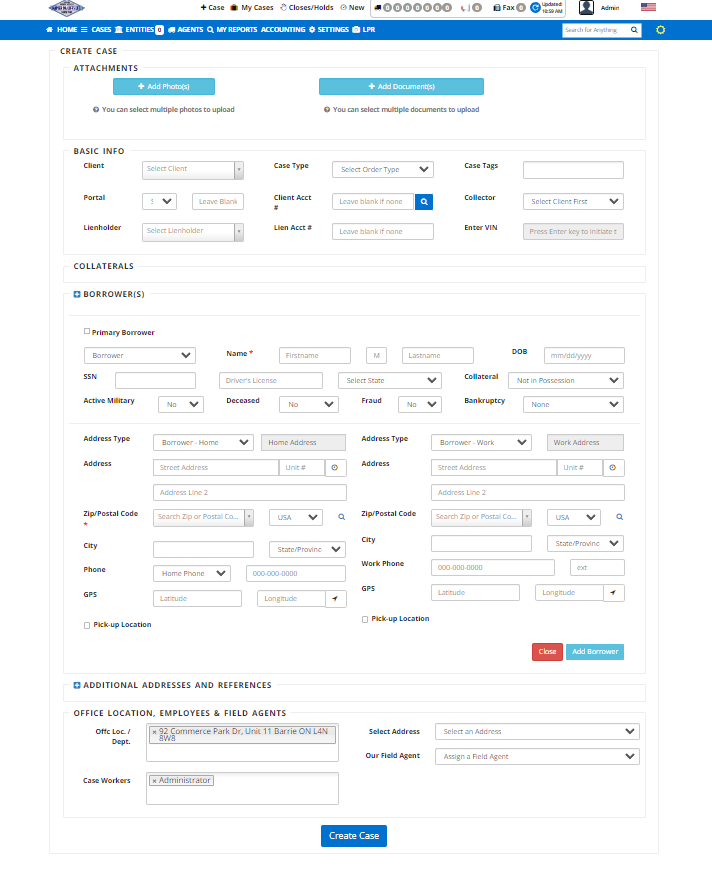 Case My Cases Closes/Holds New 0 0 0 0 0 0 0 0 Fax 0 Updated: 10:59 AM Admin
HOME CASES ENTITIES 0 AGENTS MY REPORTS ACCOUNTING SETTINGS LPR Search for Anything
CREATE CASE
ATTACHMENTS
Add Photo(s) Add Document(s)
You can select multiple photos to upload You can select multiple documents to upload
BASIC INFO
Client Select Client Case Type Select Order Type Case Tags
Portal Leave Blank Client Acct # Leave blank if none Collector Select Client First
Lienholder Select Lienholder Lien Acct # Leave blank if none Enter VIN Press Enter key to initiate t
COLLATERALS
BORROWER(S)
Primary Borrower
Borrower Name * Firstname M Lastname DOB mm/dd/yyyy
SSN Driver's License Select State Collateral Not in Possession
Active Military No Deceased No Fraud No Bankruptcy None
Address Type Borrower - Home Home Address Address Type Borrower - Work Work Address
Address Street Address Unit # Address Street Address Unit #
Address Line 2 Address Line 2
Zip/Postal Code * Search Zip or Postal Co... USA Zip/Postal Code Search Zip or Postal Co... USA
City State/Provinc City State/Provinc
Phone Home Phone 000-000-0000 Work Phone 000-000-0000 ext
GPS Latitude Longitude GPS Latitude Longitude
Pick-up Location Pick-up Location
Close Add Borrower
ADDITIONAL ADDRESSES AND REFERENCES
OFFICE LOCATION, EMPLOYEES & FIELD AGENTS
Offc Loc. / Dept. × 92 Commerce Park Dr, Unit 11 Barrie ON L4N 8W8 Select Address Select an Address
Our Field Agent Assign a Field Agent
Case Workers × Administrator
Create Case